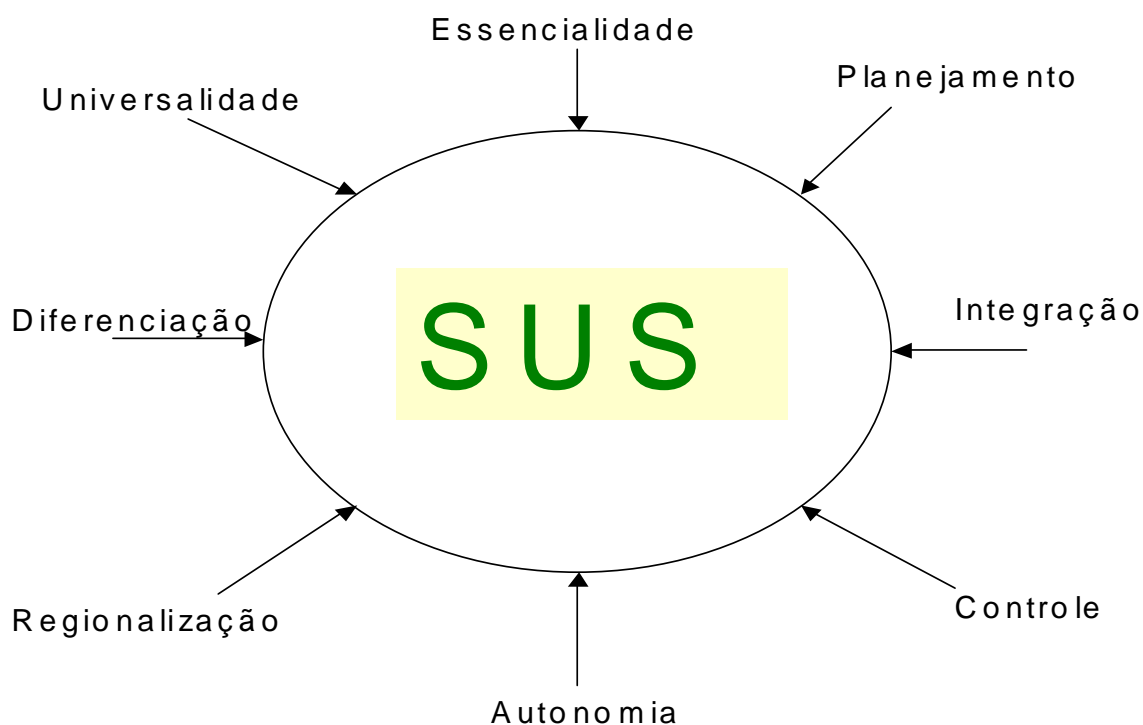 Essencialidade
Planejamento
Universalidade
Diferenciação
SUS
Integração
Regionalização
Controle
Autonomia